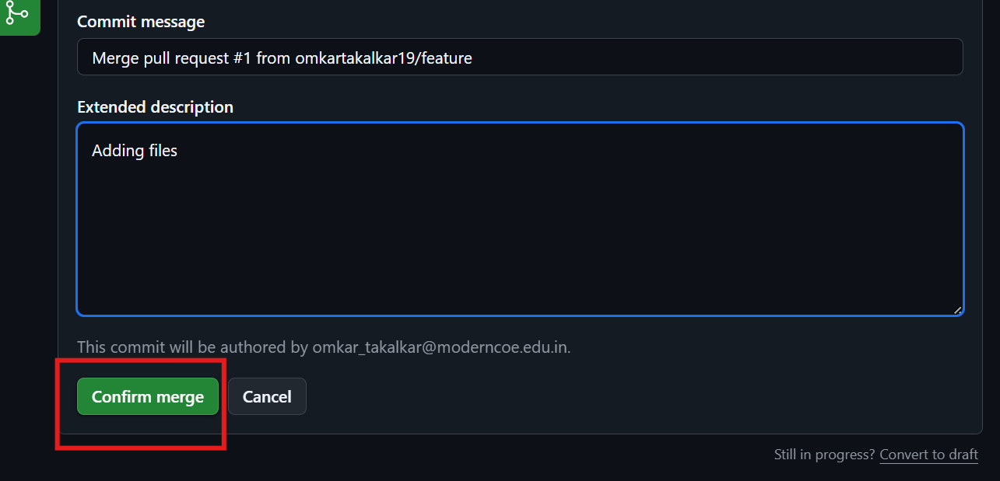 Commit message
Merge pull request #1 from omkartakalkar19/feature
Extended description
Adding files
This commit will be authored by omkar_takalkar@moderncoe.edu.in.
Confirm merge Cancel
Still in progress? Convert to draft